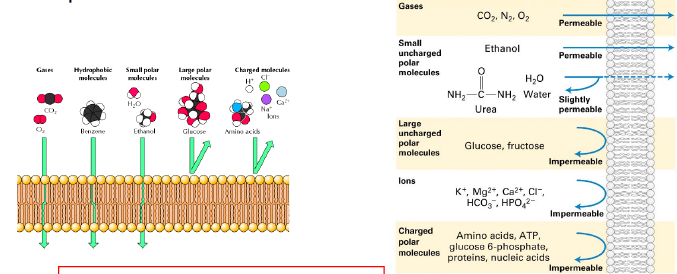 Gases
Hydrophobic
molecules
Small polar
molecules
Large polar
molecules
Charged molecules
CO₂
O₂
Benzene
H₂O
Ethanol
Glucose
H⁺
Cl⁻
Ca²⁺
Na⁺
Ions
Amino acids
Gases
CO₂, N₂, O₂
Permeable
Small
uncharged
polar
molecules
Ethanol
Permeable
O
NH₂—C—NH₂
Urea
H₂O
Water
Slightly
permeable
Large
uncharged
polar
molecules
Glucose, fructose
Impermeable
Ions
K⁺, Mg²⁺, Ca²⁺, Cl⁻,
HCO₃⁻, HPO₄²⁻
Impermeable
Charged
polar
molecules
Amino acids, ATP,
glucose 6-phosphate,
proteins, nucleic acids
Impermeable